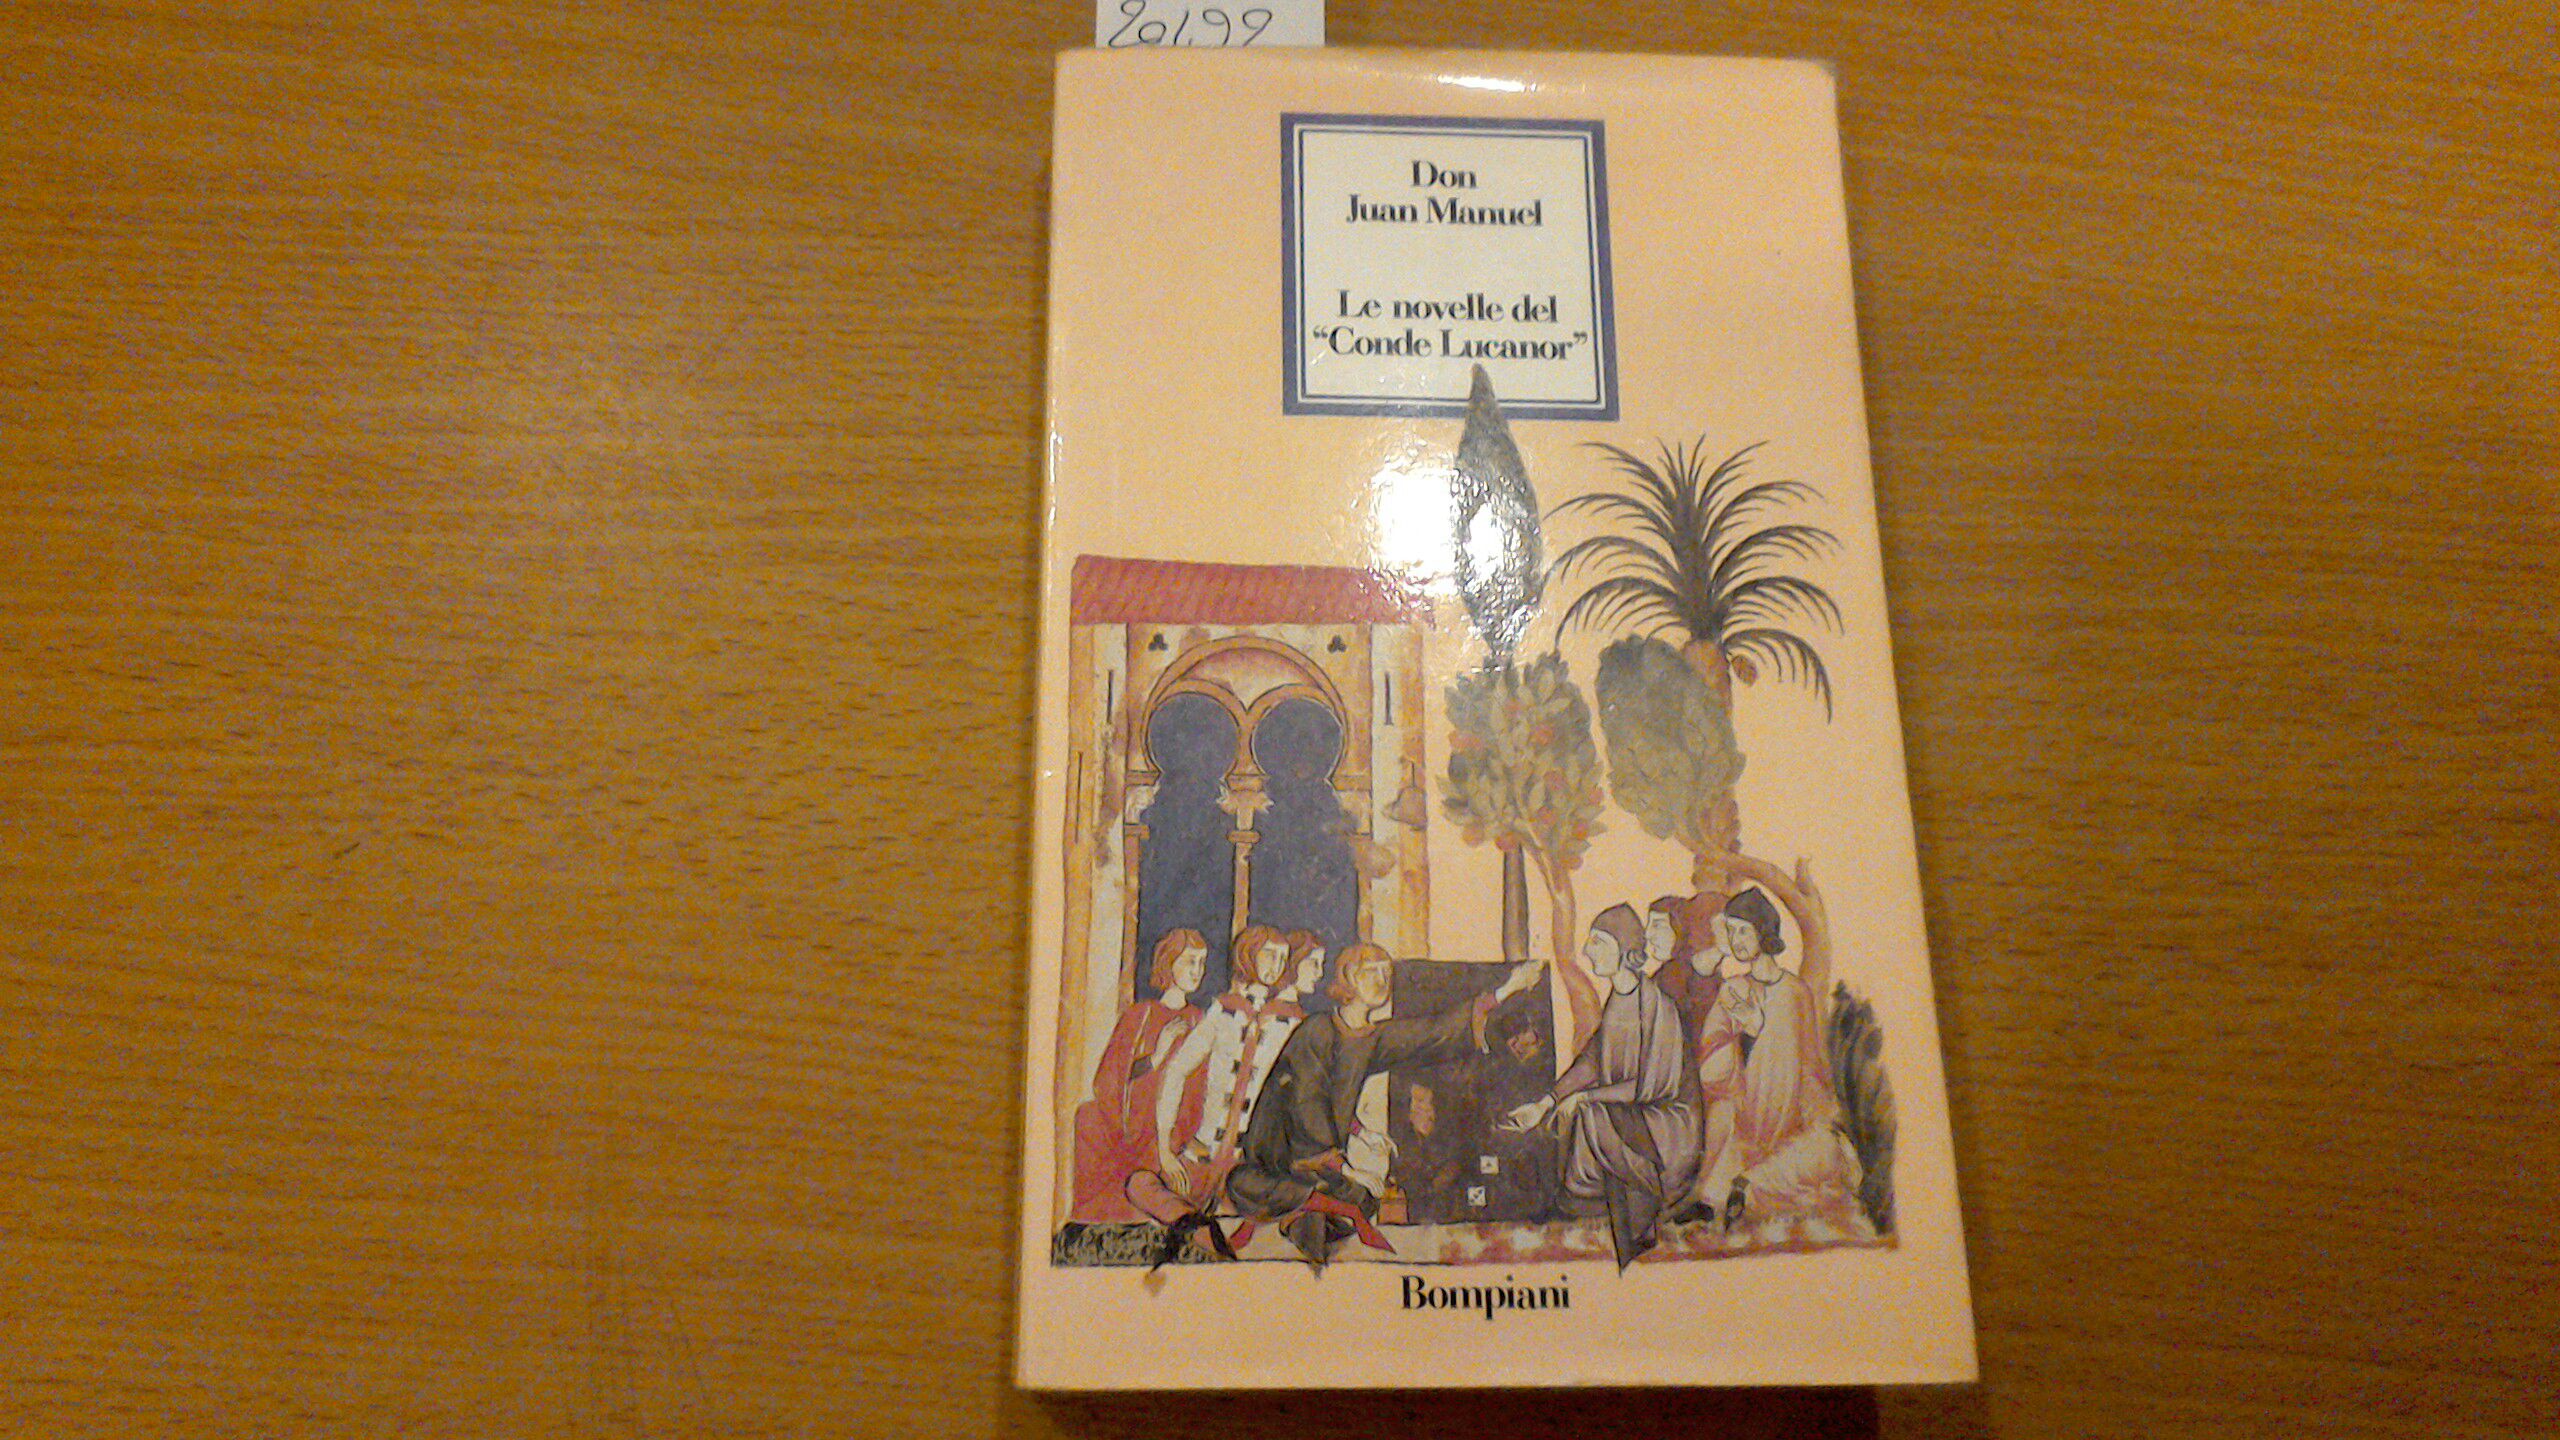 Don
Juan Manuel
Le novelle del
“Conde Lucanor”
Bompiani